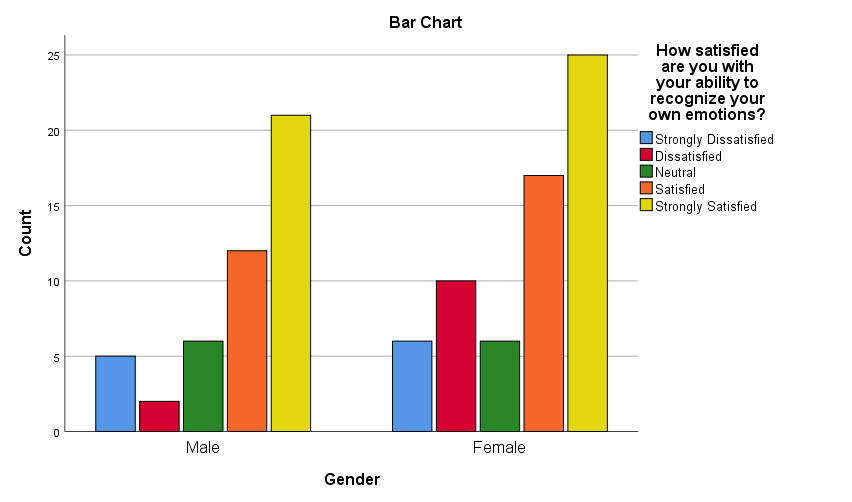 Bar Chart
25
20
15
10
5
0
Count
Male
Female
Gender
How satisfied
are you with
your ability to
recognize your
own emotions?
Strongly Dissatisfied
Dissatisfied
Neutral
Satisfied
Strongly Satisfied